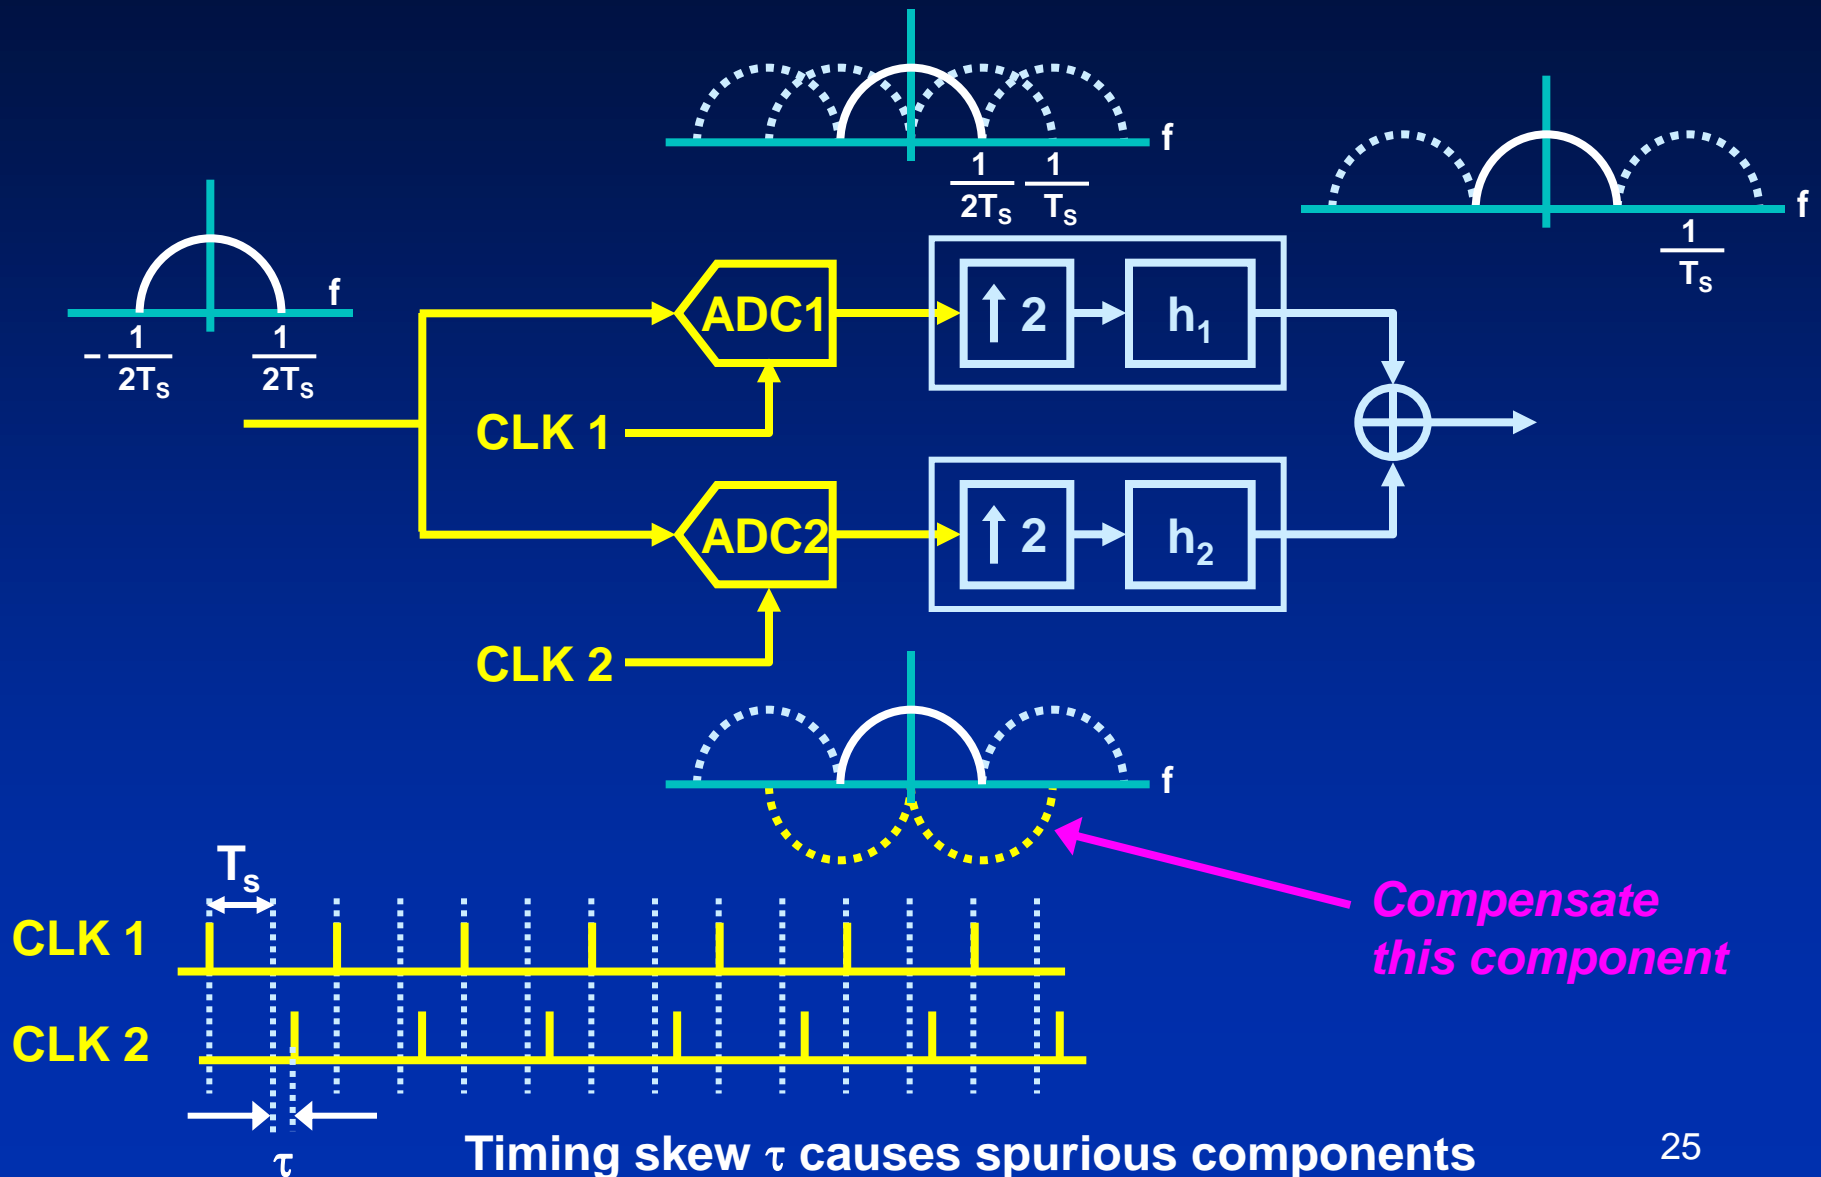 f
1
2Ts
1
Ts
f
1
Ts
f
1
-
2Ts
1
2Ts
ADC1
↑ 2
h1
CLK 1
ADC2
↑ 2
h2
CLK 2
f
Ts
CLK 1
Compensate
this component
CLK 2
τ
Timing skew τ causes spurious components
25